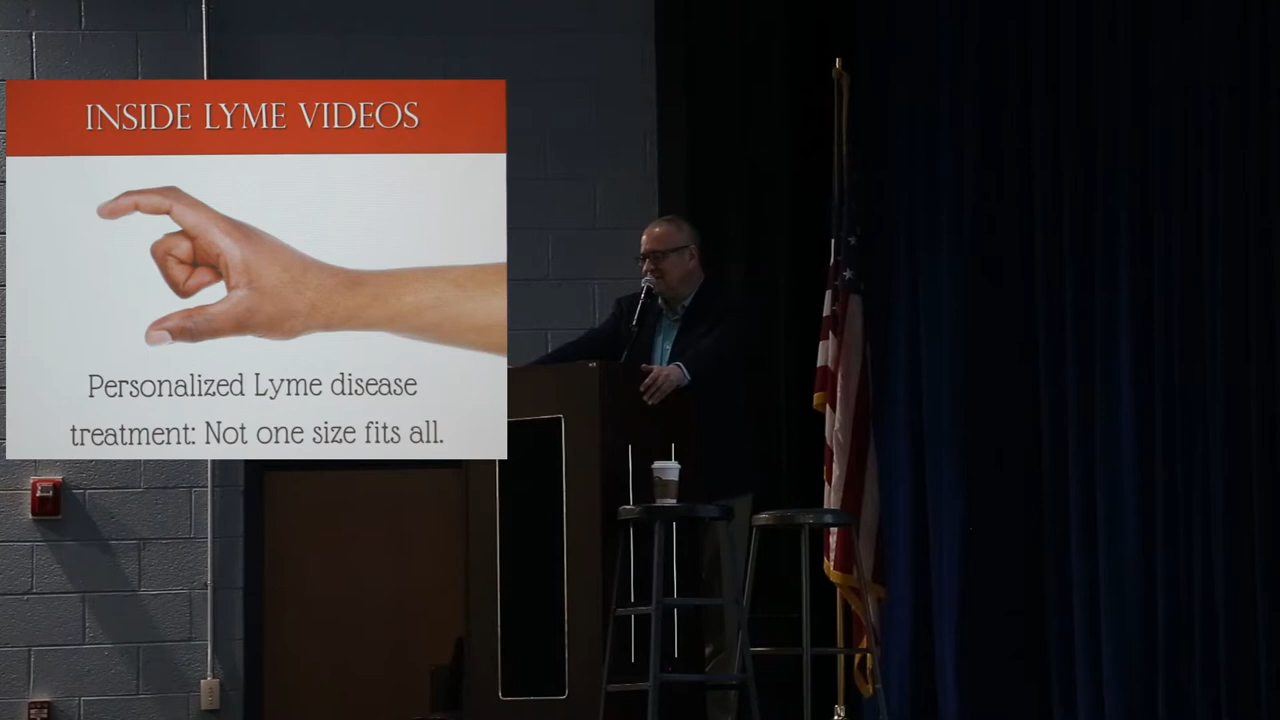 INSIDE LYME VIDEOS
Personalized Lyme disease
treatment: Not one size fits all.